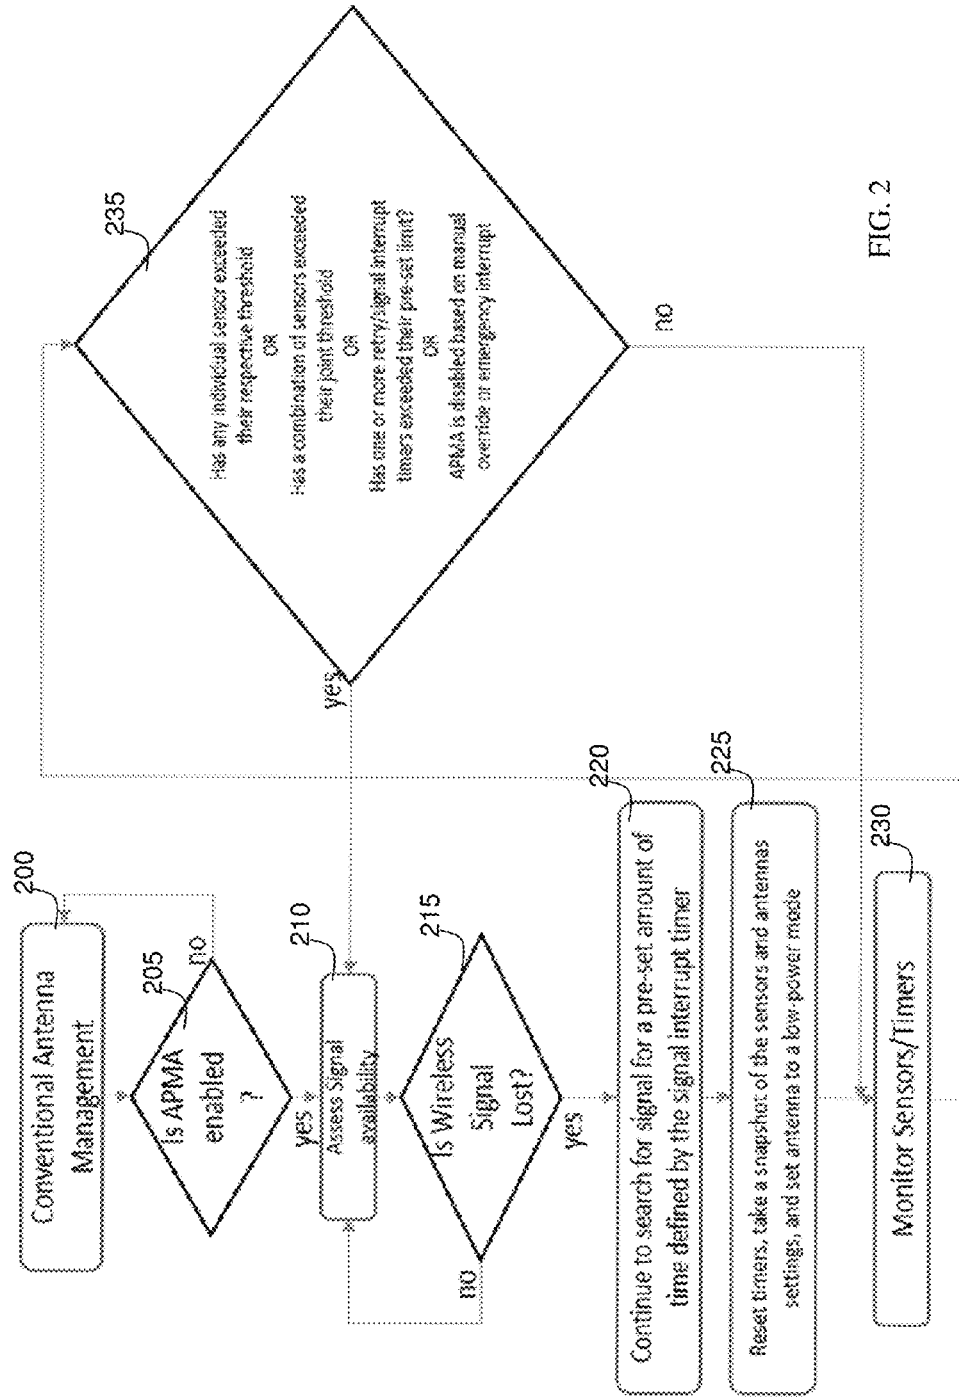 200
Conventional Antenna
Management
205
Is APMA
enabled
?
no
yes
210
Assess Signal
availability
215
Is Wireless
Signal
Lost?
no
yes
220
Continue to search for signal for a pre-set amount of
time defined by the signal interrupt timer
225
Reset timers, take a snapshot of the sensors and antennas
settings, and set antenna to a low-power mode
230
Monitor Sensors/Timers
235
Has any individual sensor exceeded
their respective threshold
OR
Has a combination of sensors exceeded
their joint threshold
OR
Has one or more retry/signal interrupt
timers exceeded their pre-set limit?
OR
APMA is disabled based on manual
override or emergency interrupt
yes
no
FIG. 2